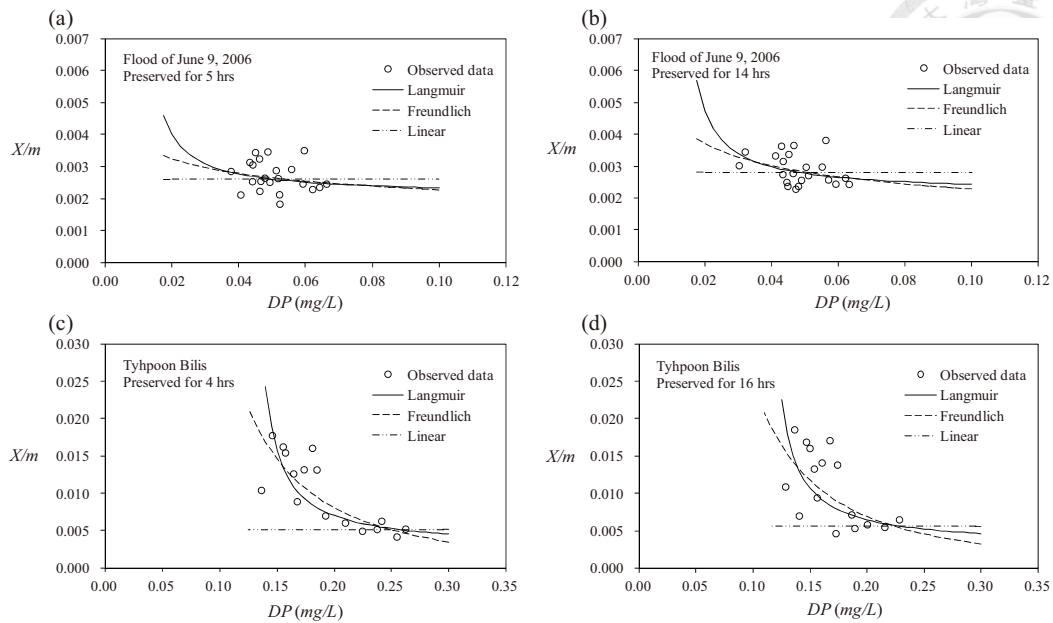 (a)
0.007
0.006
0.005
0.004
0.003
0.002
0.001
0.000
X/m
Flood of June 9, 2006
Preserved for 5 hrs
Observed data
Langmuir
Freundlich
Linear
0.00 0.02 0.04 0.06 0.08 0.10 0.12
DP (mg/L)
(b)
0.007
0.006
0.005
0.004
0.003
0.002
0.001
0.000
X/m
Flood of June 9, 2006
Preserved for 14 hrs
Observed data
Langmuir
Freundlich
Linear
0.00 0.02 0.04 0.06 0.08 0.10 0.12
DP (mg/L)
(c)
0.030
0.025
0.020
0.015
0.010
0.005
0.000
X/m
Tyhpoon Bilis
Preserved for 4 hrs
Observed data
Langmuir
Freundlich
Linear
0.00 0.05 0.10 0.15 0.20 0.25 0.30 0.35
DP (mg/L)
(d)
0.030
0.025
0.020
0.015
0.010
0.005
0.000
X/m
Tyhpoon Bilis
Preserved for 16 hrs
Observed data
Langmuir
Freundlich
Linear
0.00 0.05 0.10 0.15 0.20 0.25 0.30 0.35
DP (mg/L)